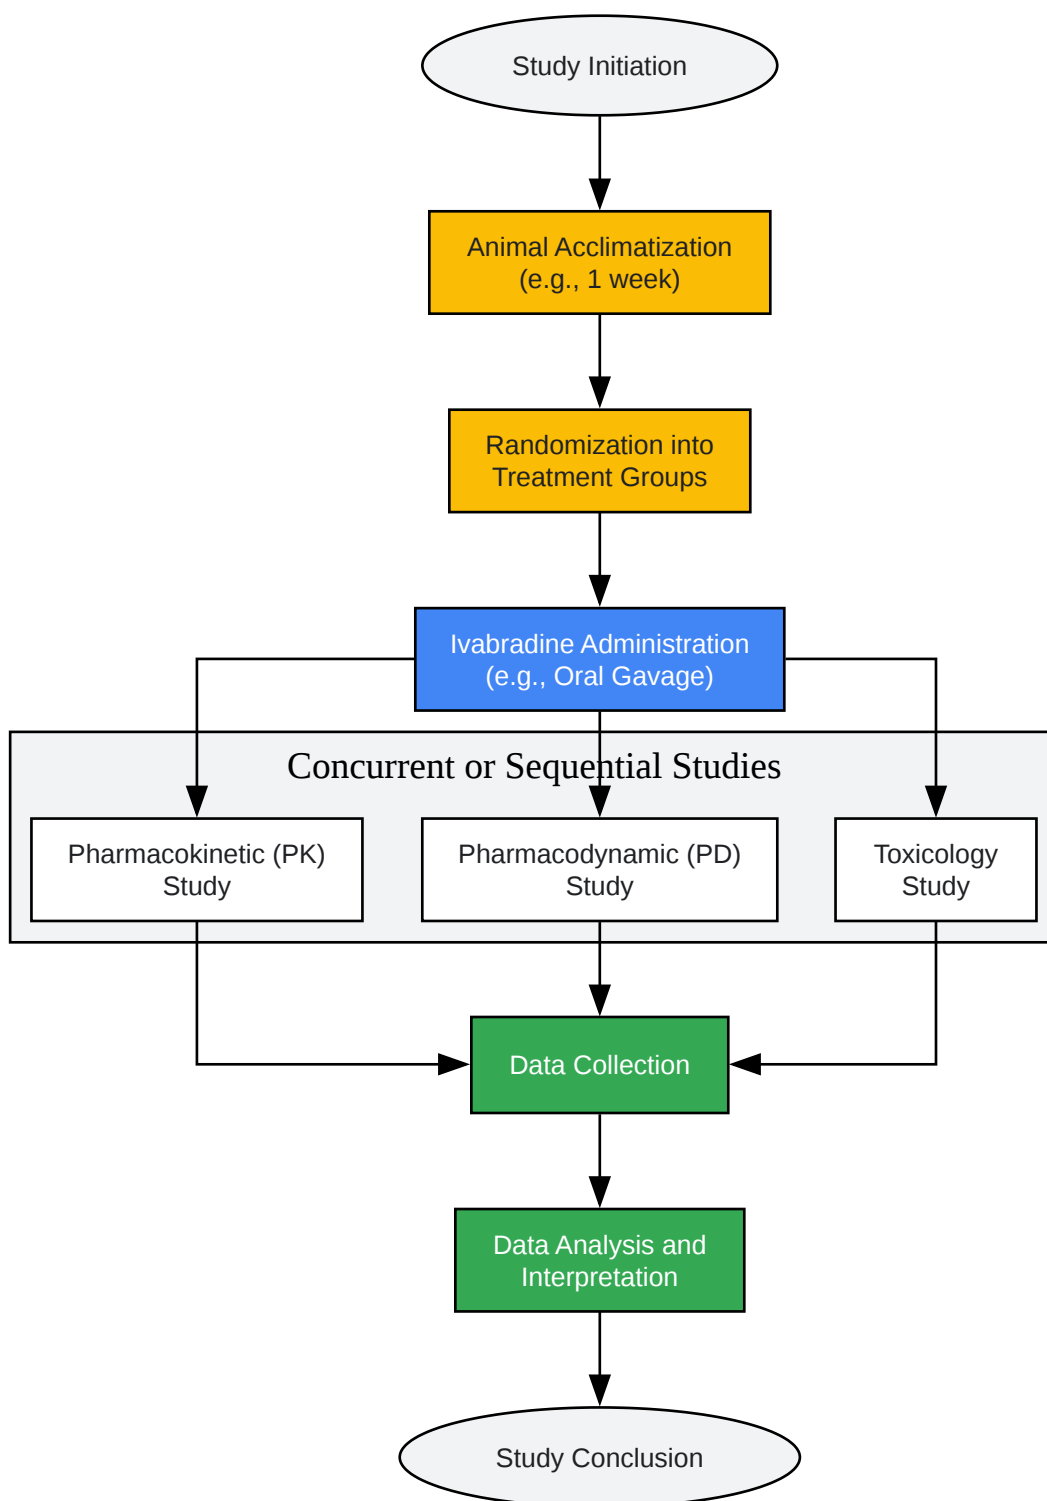 Study Initiation
Animal Acclimatization
(e.g., 1 week)
Randomization into
Treatment Groups
Ivabradine Administration
(e.g., Oral Gavage)
Concurrent or Sequential Studies
Pharmacokinetic (PK)
Study
Pharmacodynamic (PD)
Study
Toxicology
Study
Data Collection
Data Analysis and
Interpretation
Study Conclusion